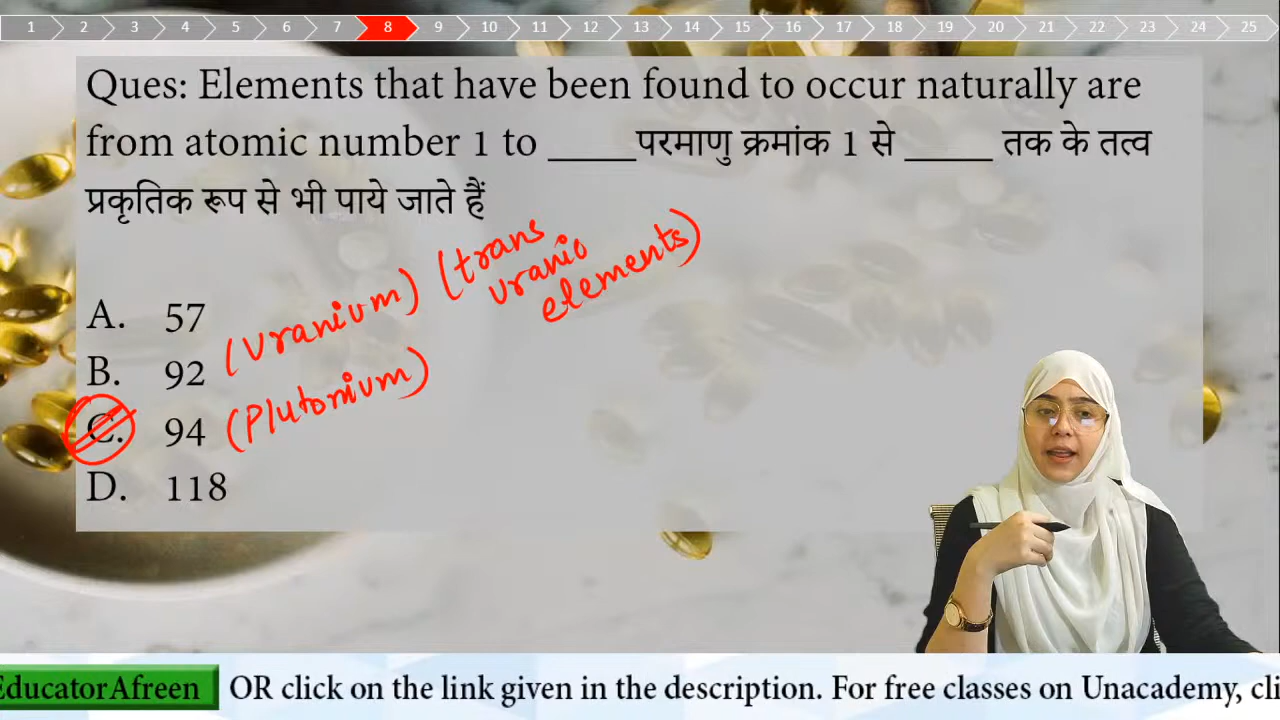 1 2 3 4 5 6 7 8 9 10 11 12 13 14 15 16 17 18 19 20 21 22 23 24 25
Ques: Elements that have been found to occur naturally are
from atomic number 1 to ____परमाणु क्रमांक 1 से ____ तक के तत्व
प्रकृतिक रूप से भी पाये जाते हैं
(trans
uranio
elements)
A. 57
(Uranium)
B. 92
C. 94 (Plutonium)
D. 118
EducatorAfreen OR click on the link given in the description. For free classes on Unacademy, cli